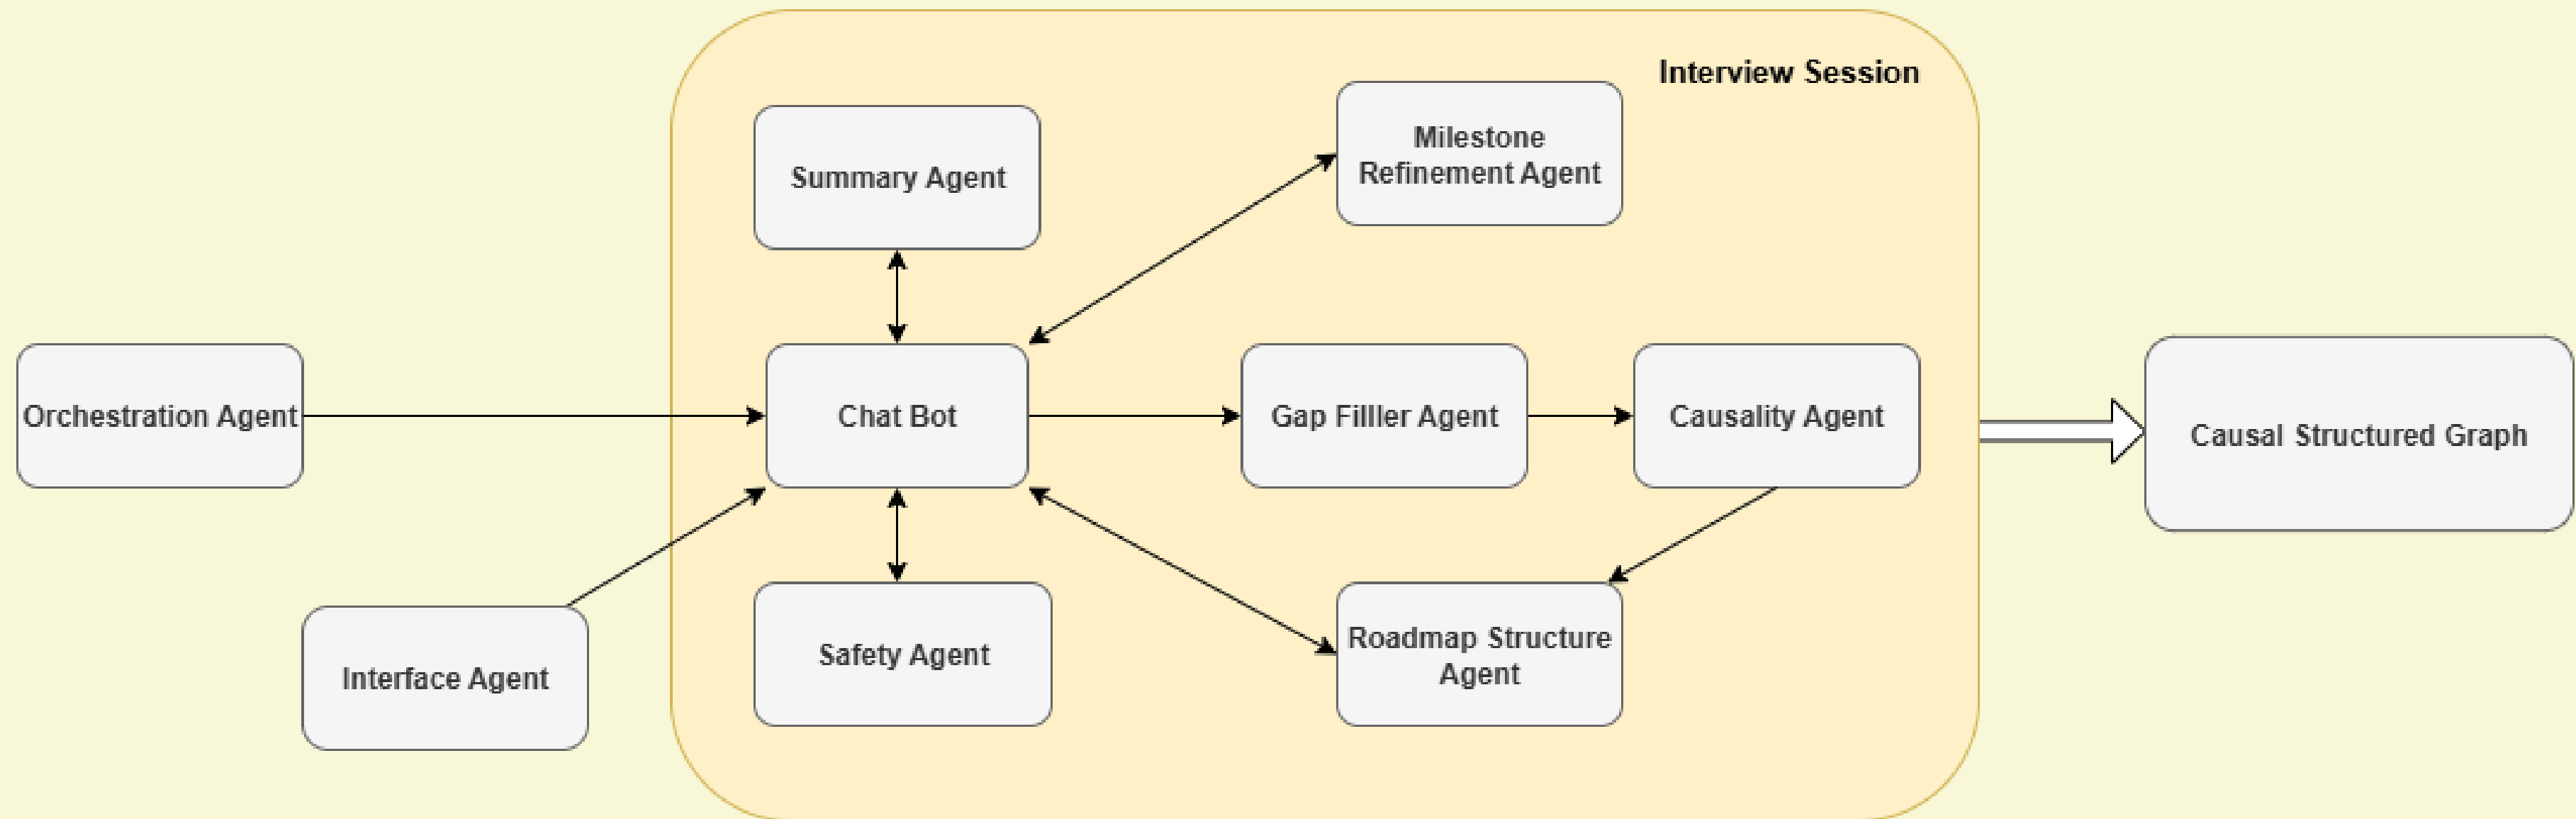 Interview Session
Summary Agent
Milestone
Refinement Agent
Orchestration Agent
Chat Bot
Gap Filller Agent
Causality Agent
Causal Structured Graph
Interface Agent
Safety Agent
Roadmap Structure
Agent